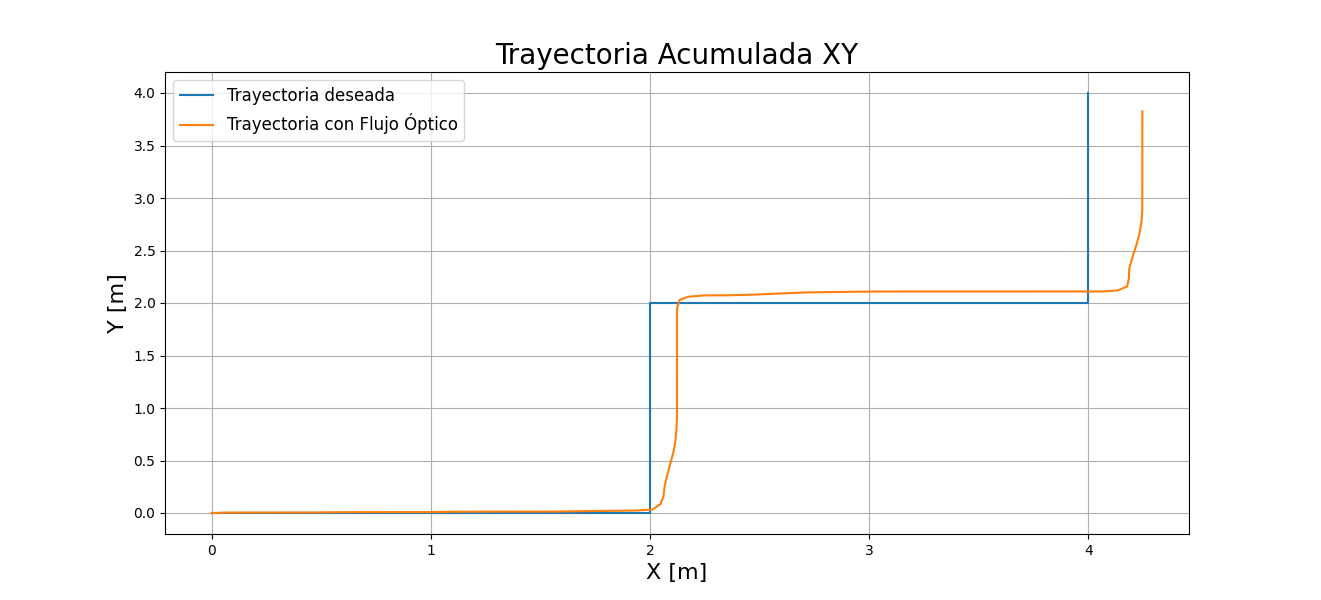 Trayectoria Acumulada XY
Trayectoria deseada
Trayectoria con Flujo Óptico
Y [m]
4.0
3.5
3.0
2.5
2.0
1.5
1.0
0.5
0.0
0 1 2 3 4
X [m]